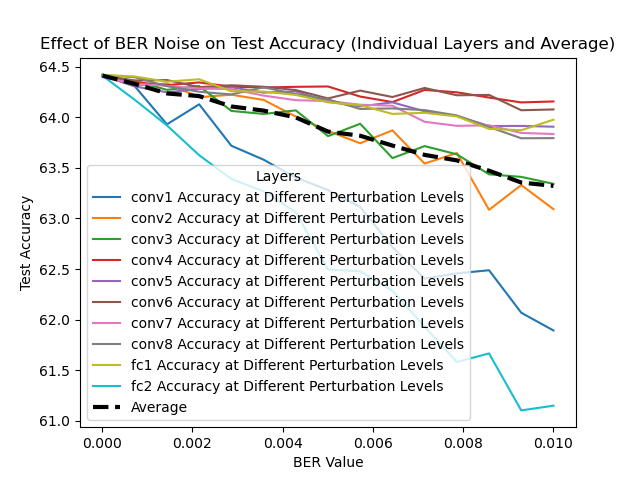 Effect of BER Noise on Test Accuracy (Individual Layers and Average)
64.5
64.0
63.5
63.0
62.5
62.0
61.5
61.0
Test Accuracy
Layers
conv1 Accuracy at Different Perturbation Levels
conv2 Accuracy at Different Perturbation Levels
conv3 Accuracy at Different Perturbation Levels
conv4 Accuracy at Different Perturbation Levels
conv5 Accuracy at Different Perturbation Levels
conv6 Accuracy at Different Perturbation Levels
conv7 Accuracy at Different Perturbation Levels
conv8 Accuracy at Different Perturbation Levels
fc1 Accuracy at Different Perturbation Levels
fc2 Accuracy at Different Perturbation Levels
Average
0.000 0.002 0.004 0.006 0.008 0.010
BER Value